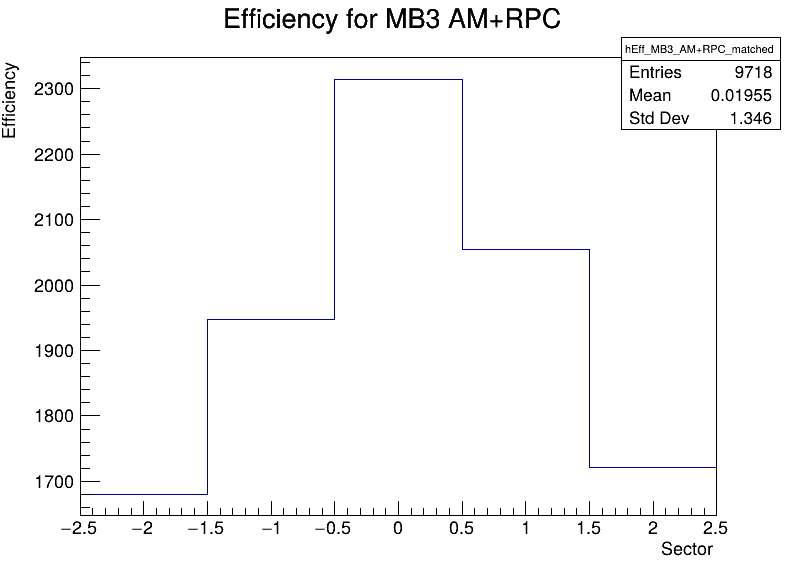 Efficiency for MB3 AM+RPC
hEff_MB3_AM+RPC_matched
Entries 9718
Mean 0.01955
Std Dev 1.346
Efficiency
2300
2200
2100
2000
1900
1800
1700
−2.5 −2 −1.5 −1 −0.5 0 0.5 1 1.5 2 2.5
Sector